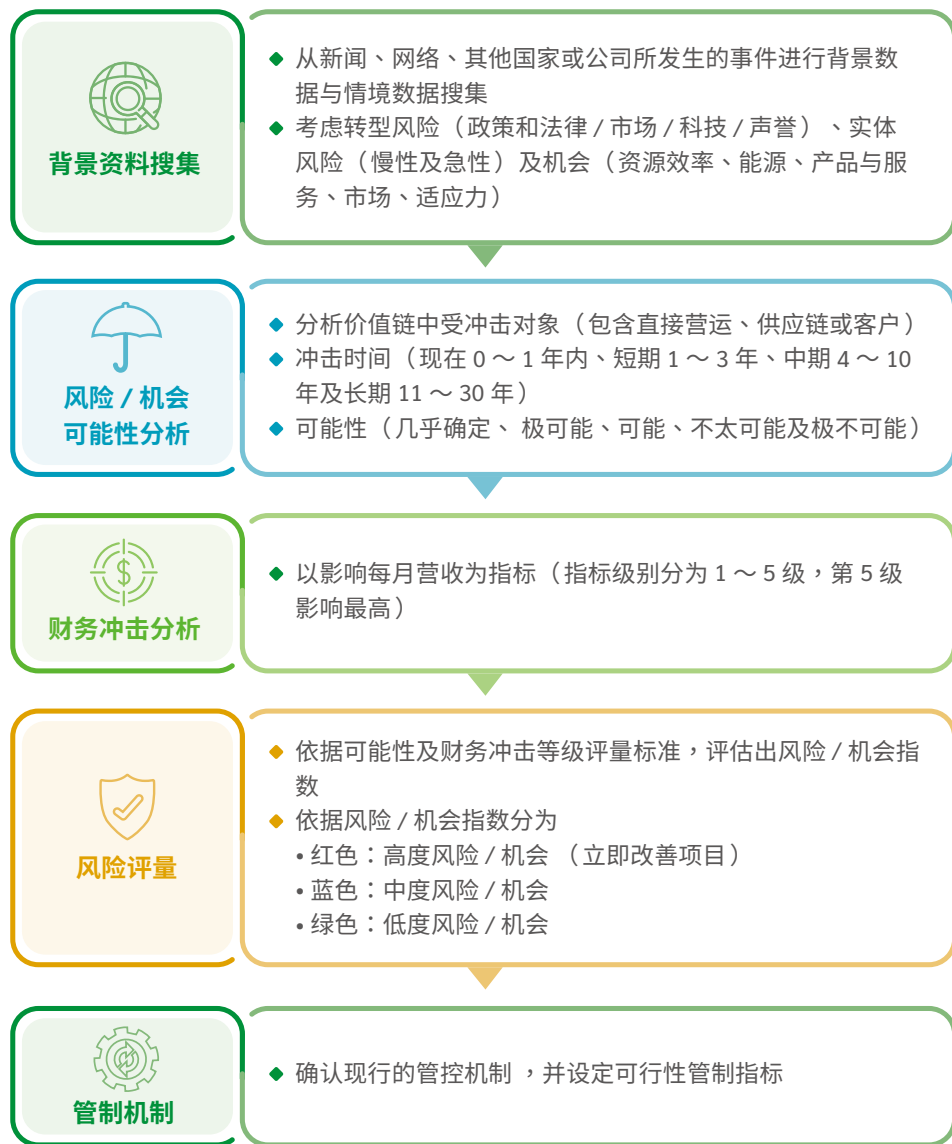 背景资料搜集
◆ 从新闻、网络、其他国家或公司所发生的事件进行背景数
据与情境数据搜集
◆ 考虑转型风险（政策和法律 / 市场 / 科技 / 声誉）、实体
风险（慢性及急性）及机会（资源效率、能源、产品与服
务、市场、适应力）
风险 / 机会
可能性分析
◆ 分析价值链中受冲击对象（包含直接营运、供应链或客户）
◆ 冲击时间（现在 0 ～ 1 年内、短期 1 ～ 3 年、中期 4 ～ 10
年及长期 11 ～ 30 年）
◆ 可能性（几乎确定、 极可能、可能、不太可能及极不可能）
$
财务冲击分析
◆ 以影响每月营收为指标（指标级别分为 1 ～ 5 级，第 5 级
影响最高）
风险评量
◆ 依据可能性及财务冲击等级评量标准，评估出风险 / 机会指
数
◆ 依据风险 / 机会指数分为
• 红色：高度风险 / 机会 （立即改善项目）
• 蓝色：中度风险 / 机会
• 绿色：低度风险 / 机会
管制机制
◆ 确认现行的管控机制 ，并设定可行性管制指标